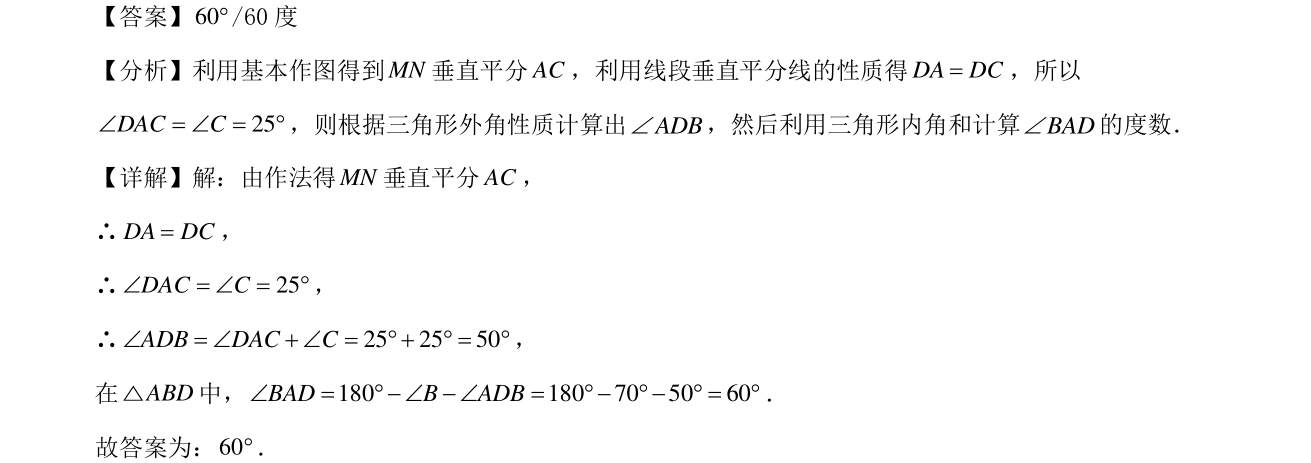 【答案】60°/60 度
【分析】利用基本作图得到 MN 垂直平分 AC，利用线段垂直平分线的性质得 DA = DC，所以
∠DAC = ∠C = 25°，则根据三角形外角性质计算出∠ADB，然后利用三角形内角和计算∠BAD 的度数．
【详解】解：由作法得 MN 垂直平分 AC，
∴ DA = DC，
∴ ∠DAC = ∠C = 25°，
∴ ∠ADB = ∠DAC + ∠C = 25° + 25° = 50°，
在 △ABD 中，∠BAD = 180° − ∠B − ∠ADB = 180° − 70° − 50° = 60°．
故答案为：60°．